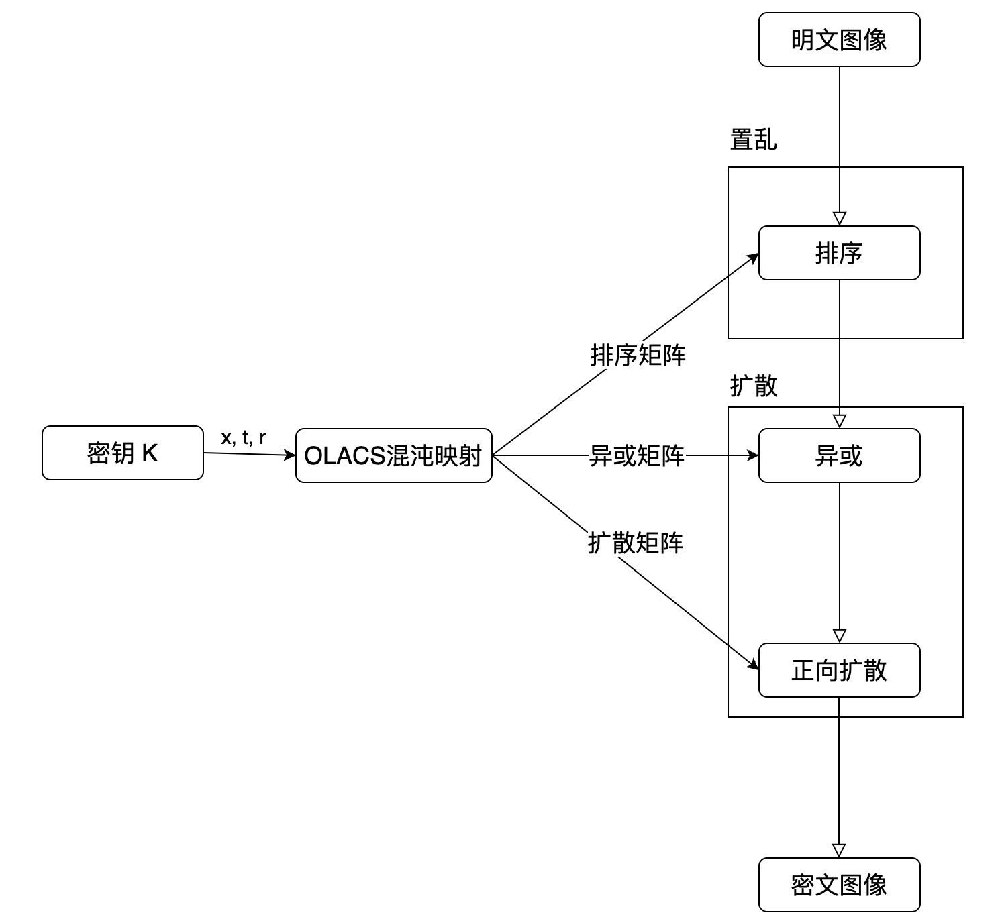 明文图像
置乱
排序
排序矩阵
扩散
密钥 K
x, t, r
OLACS混沌映射
异或矩阵
异或
扩散矩阵
正向扩散
密文图像